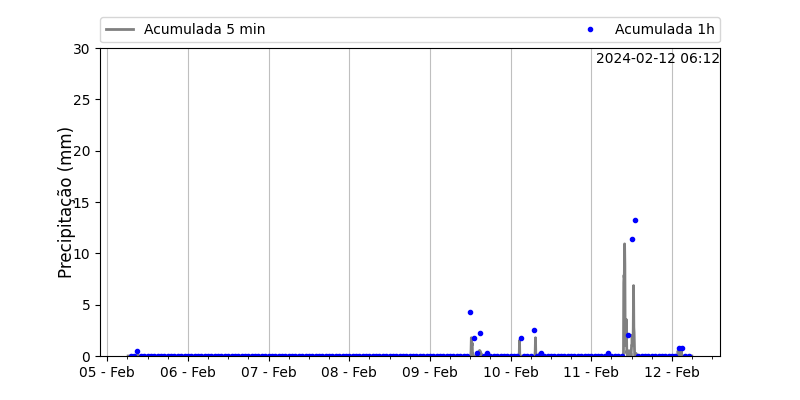 Acumulada 5 min
Acumulada 1h
2024-02-12 06:12
Precipitação (mm)
30
25
20
15
10
5
0
05 - Feb
06 - Feb
07 - Feb
08 - Feb
09 - Feb
10 - Feb
11 - Feb
12 - Feb